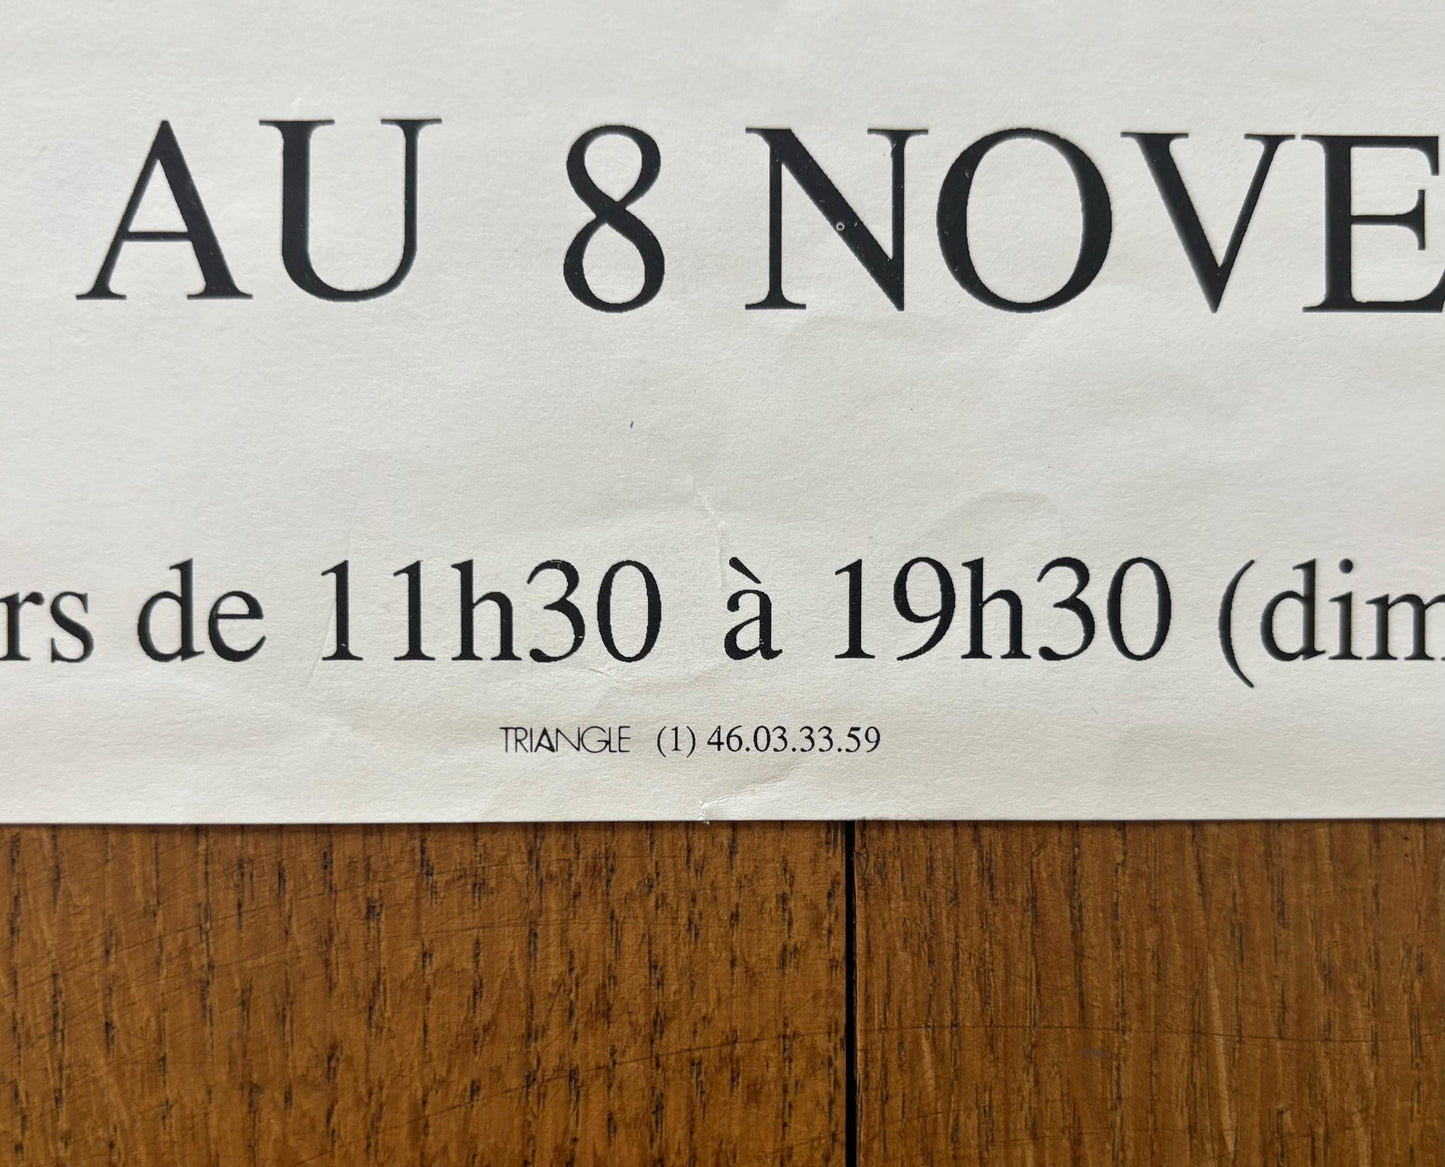 AU 8 NOVE
rs de 11h30 à 19h30 (dim
TRIANGLE (1) 46.03.33.59